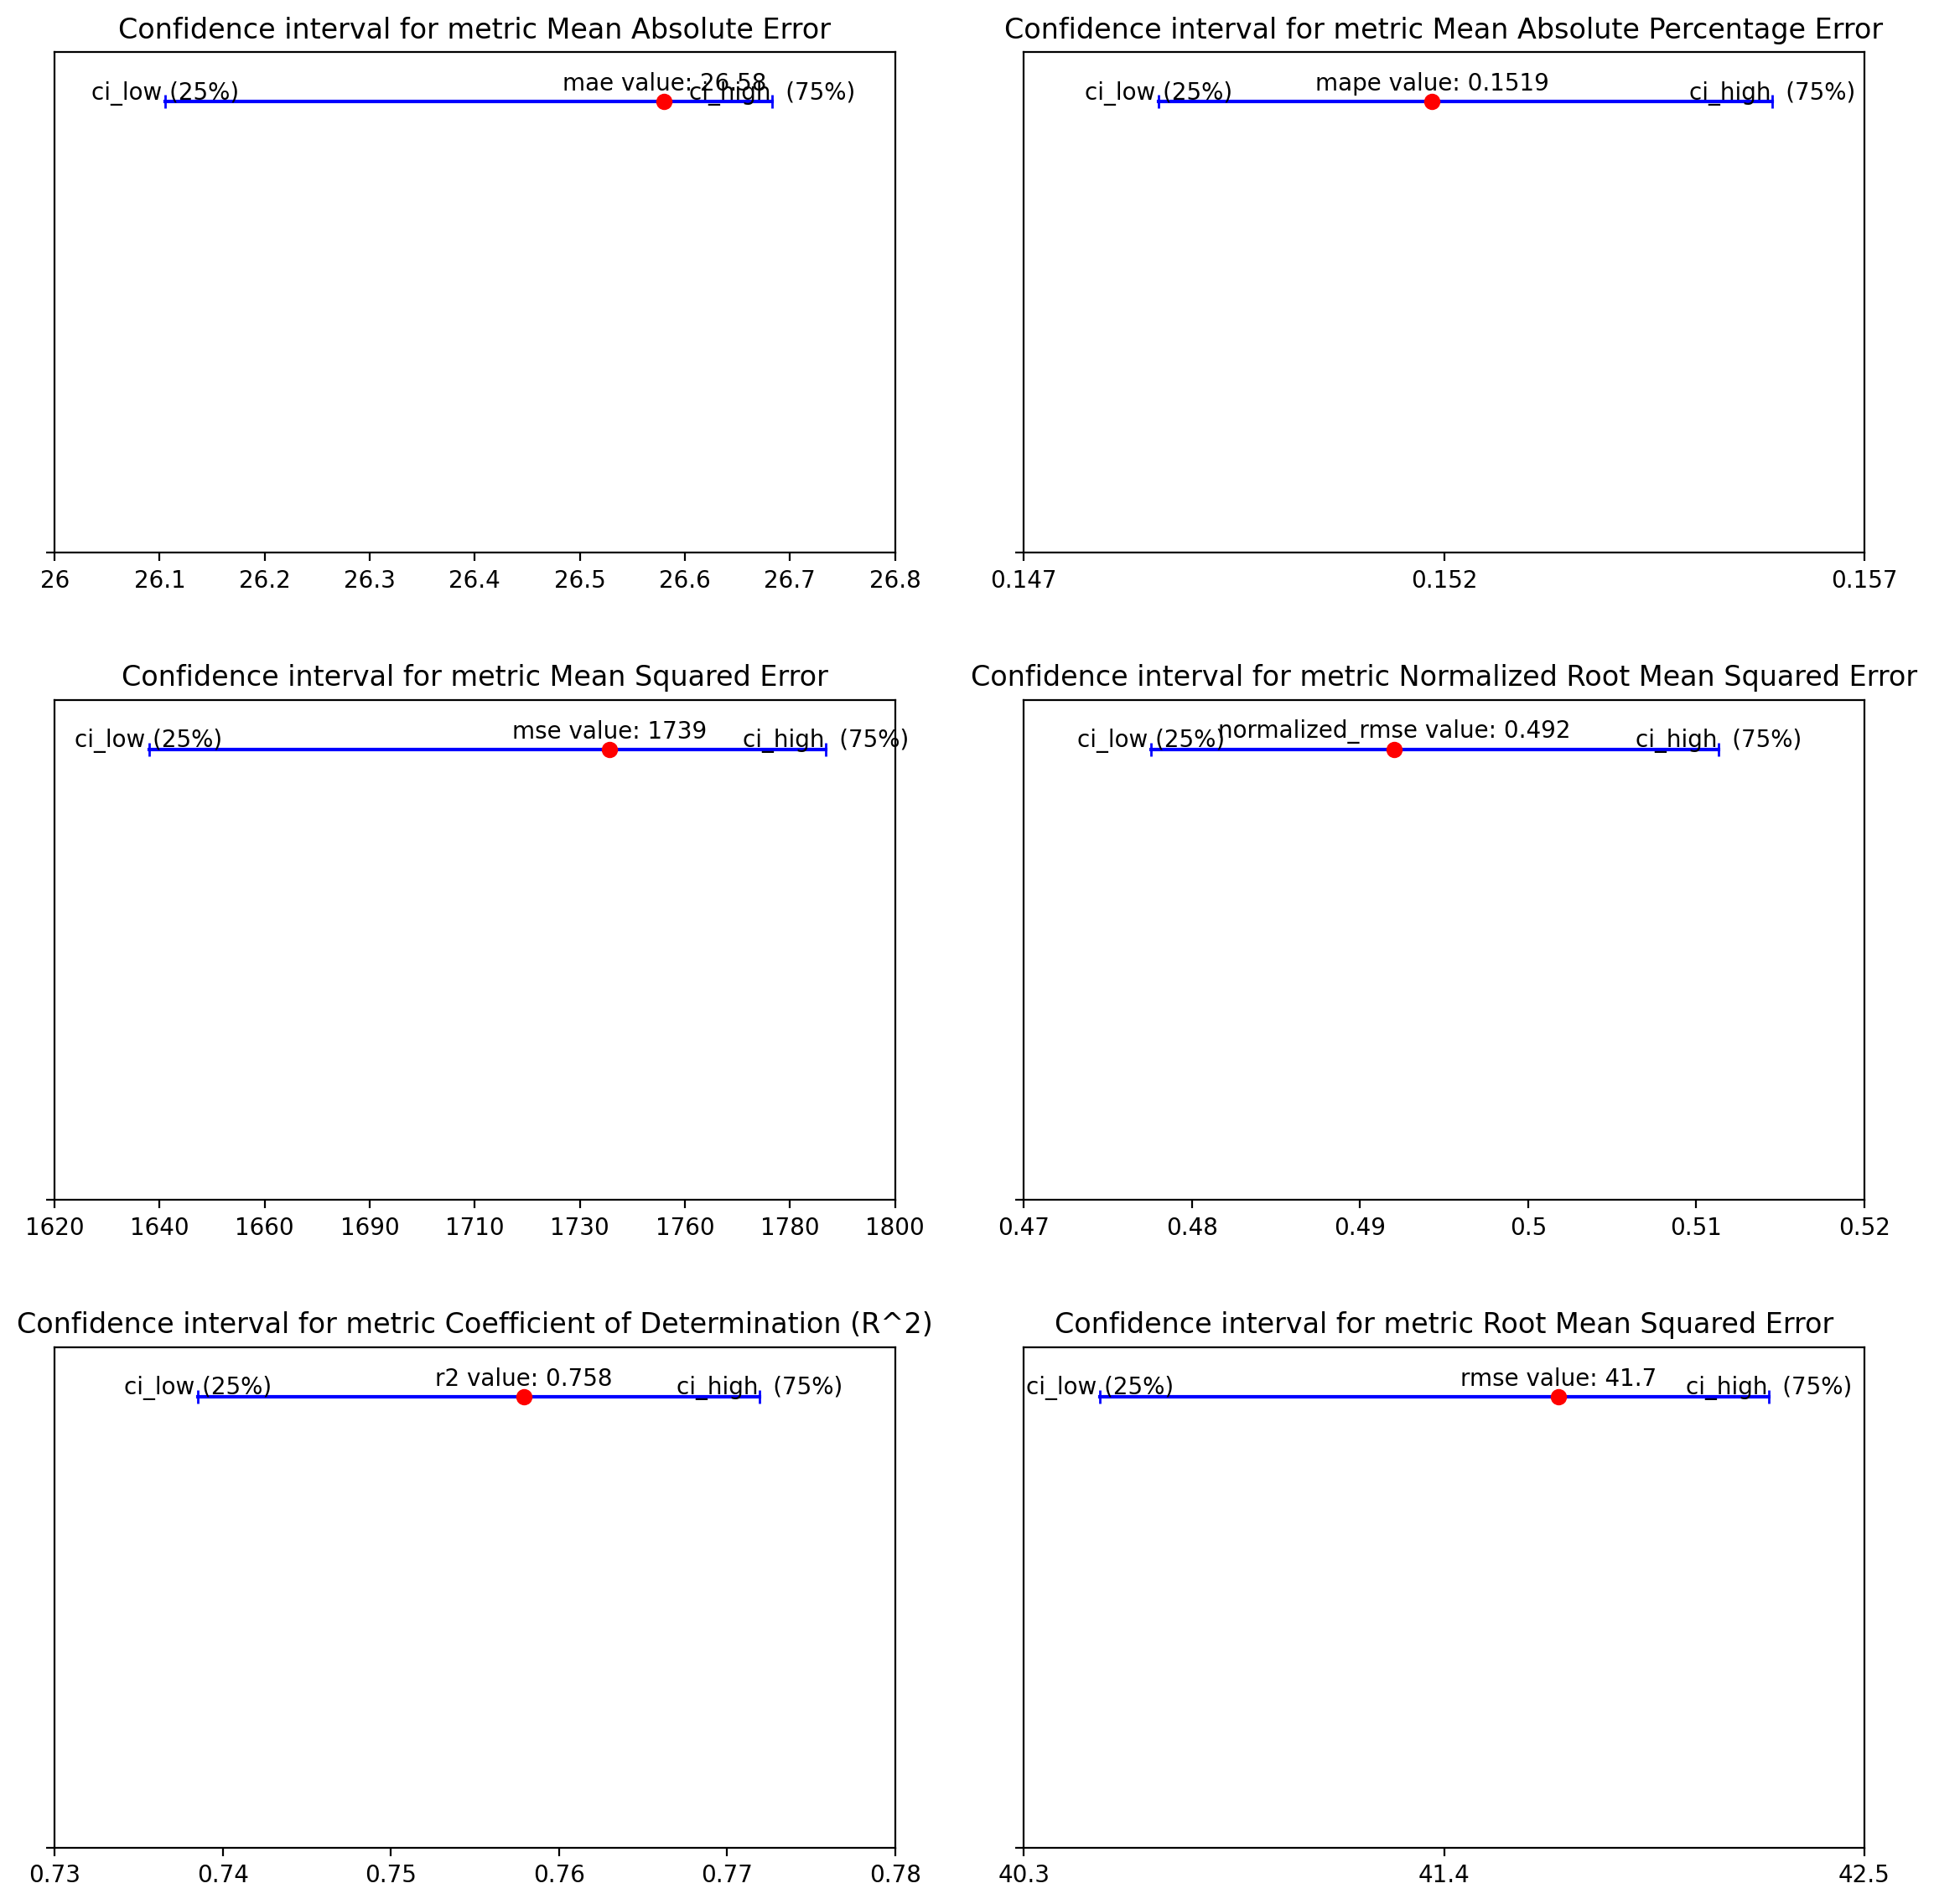 Confidence interval for metric Mean Absolute Error
mae value: 26.58
ci_low (25%)
ci_high (75%)
26 26.1 26.2 26.3 26.4 26.5 26.6 26.7 26.8
Confidence interval for metric Mean Absolute Percentage Error
mape value: 0.1519
ci_low (25%)
ci_high (75%)
0.147 0.152 0.157
Confidence interval for metric Mean Squared Error
mse value: 1739
ci_low (25%)
ci_high (75%)
1620 1640 1660 1690 1710 1730 1760 1780 1800
Confidence interval for metric Normalized Root Mean Squared Error
normalized_rmse value: 0.492
ci_low (25%)
ci_high (75%)
0.47 0.48 0.49 0.5 0.51 0.52
Confidence interval for metric Coefficient of Determination (R^2)
r2 value: 0.758
ci_low (25%)
ci_high (75%)
0.73 0.74 0.75 0.76 0.77 0.78
Confidence interval for metric Root Mean Squared Error
rmse value: 41.7
ci_low (25%)
ci_high (75%)
40.3 41.4 42.5